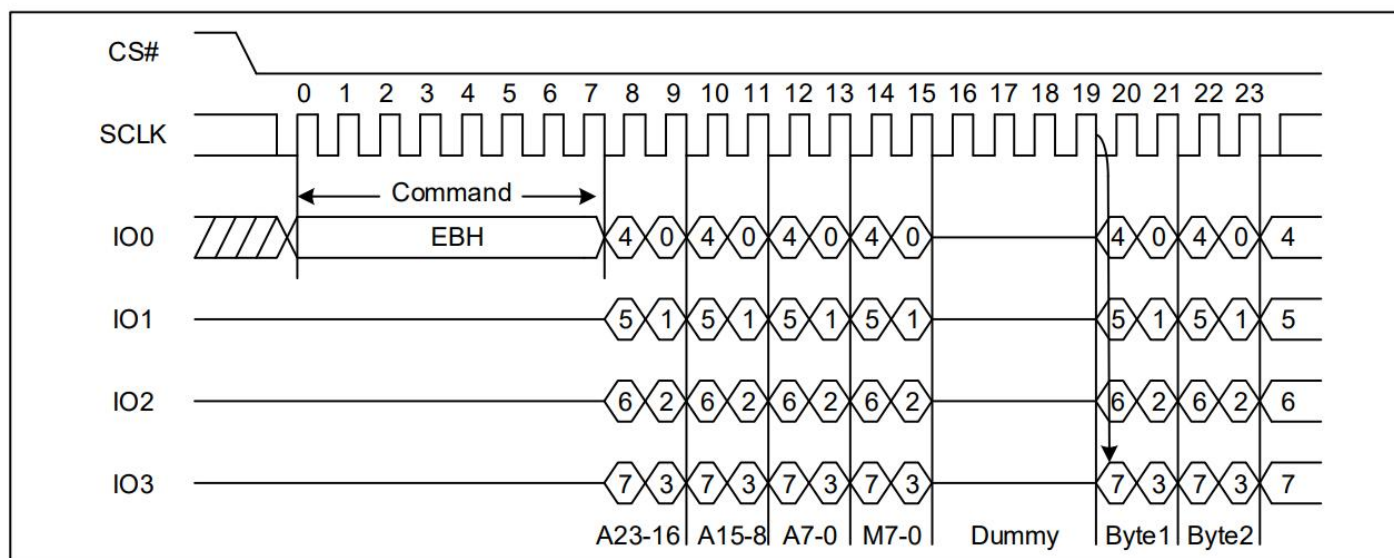 CS#
0 1 2 3 4 5 6 7 8 9 10 11 12 13 14 15 16 17 18 19 20 21 22 23
SCLK
Command
IO0 EBH 4 0 4 0 4 0 4 0 4 0 4 0 4
IO1 5 1 5 1 5 1 5 1 5 1 5 1 5
IO2 6 2 6 2 6 2 6 2 6 2 6 2 6
IO3 7 3 7 3 7 3 7 3 7 3 7 3 7
A23-16 A15-8 A7-0 M7-0 Dummy Byte1 Byte2